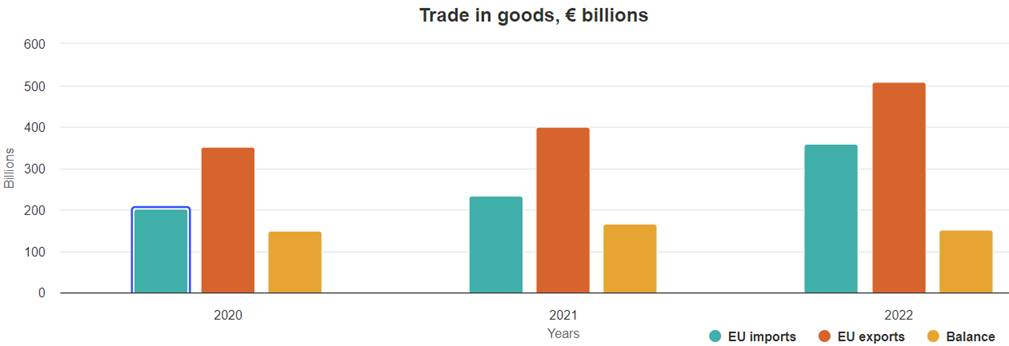 Trade in goods, € billions
600
500
400
300
200
100
0
Billions
2020 2021 2022
Years
EU imports EU exports Balance